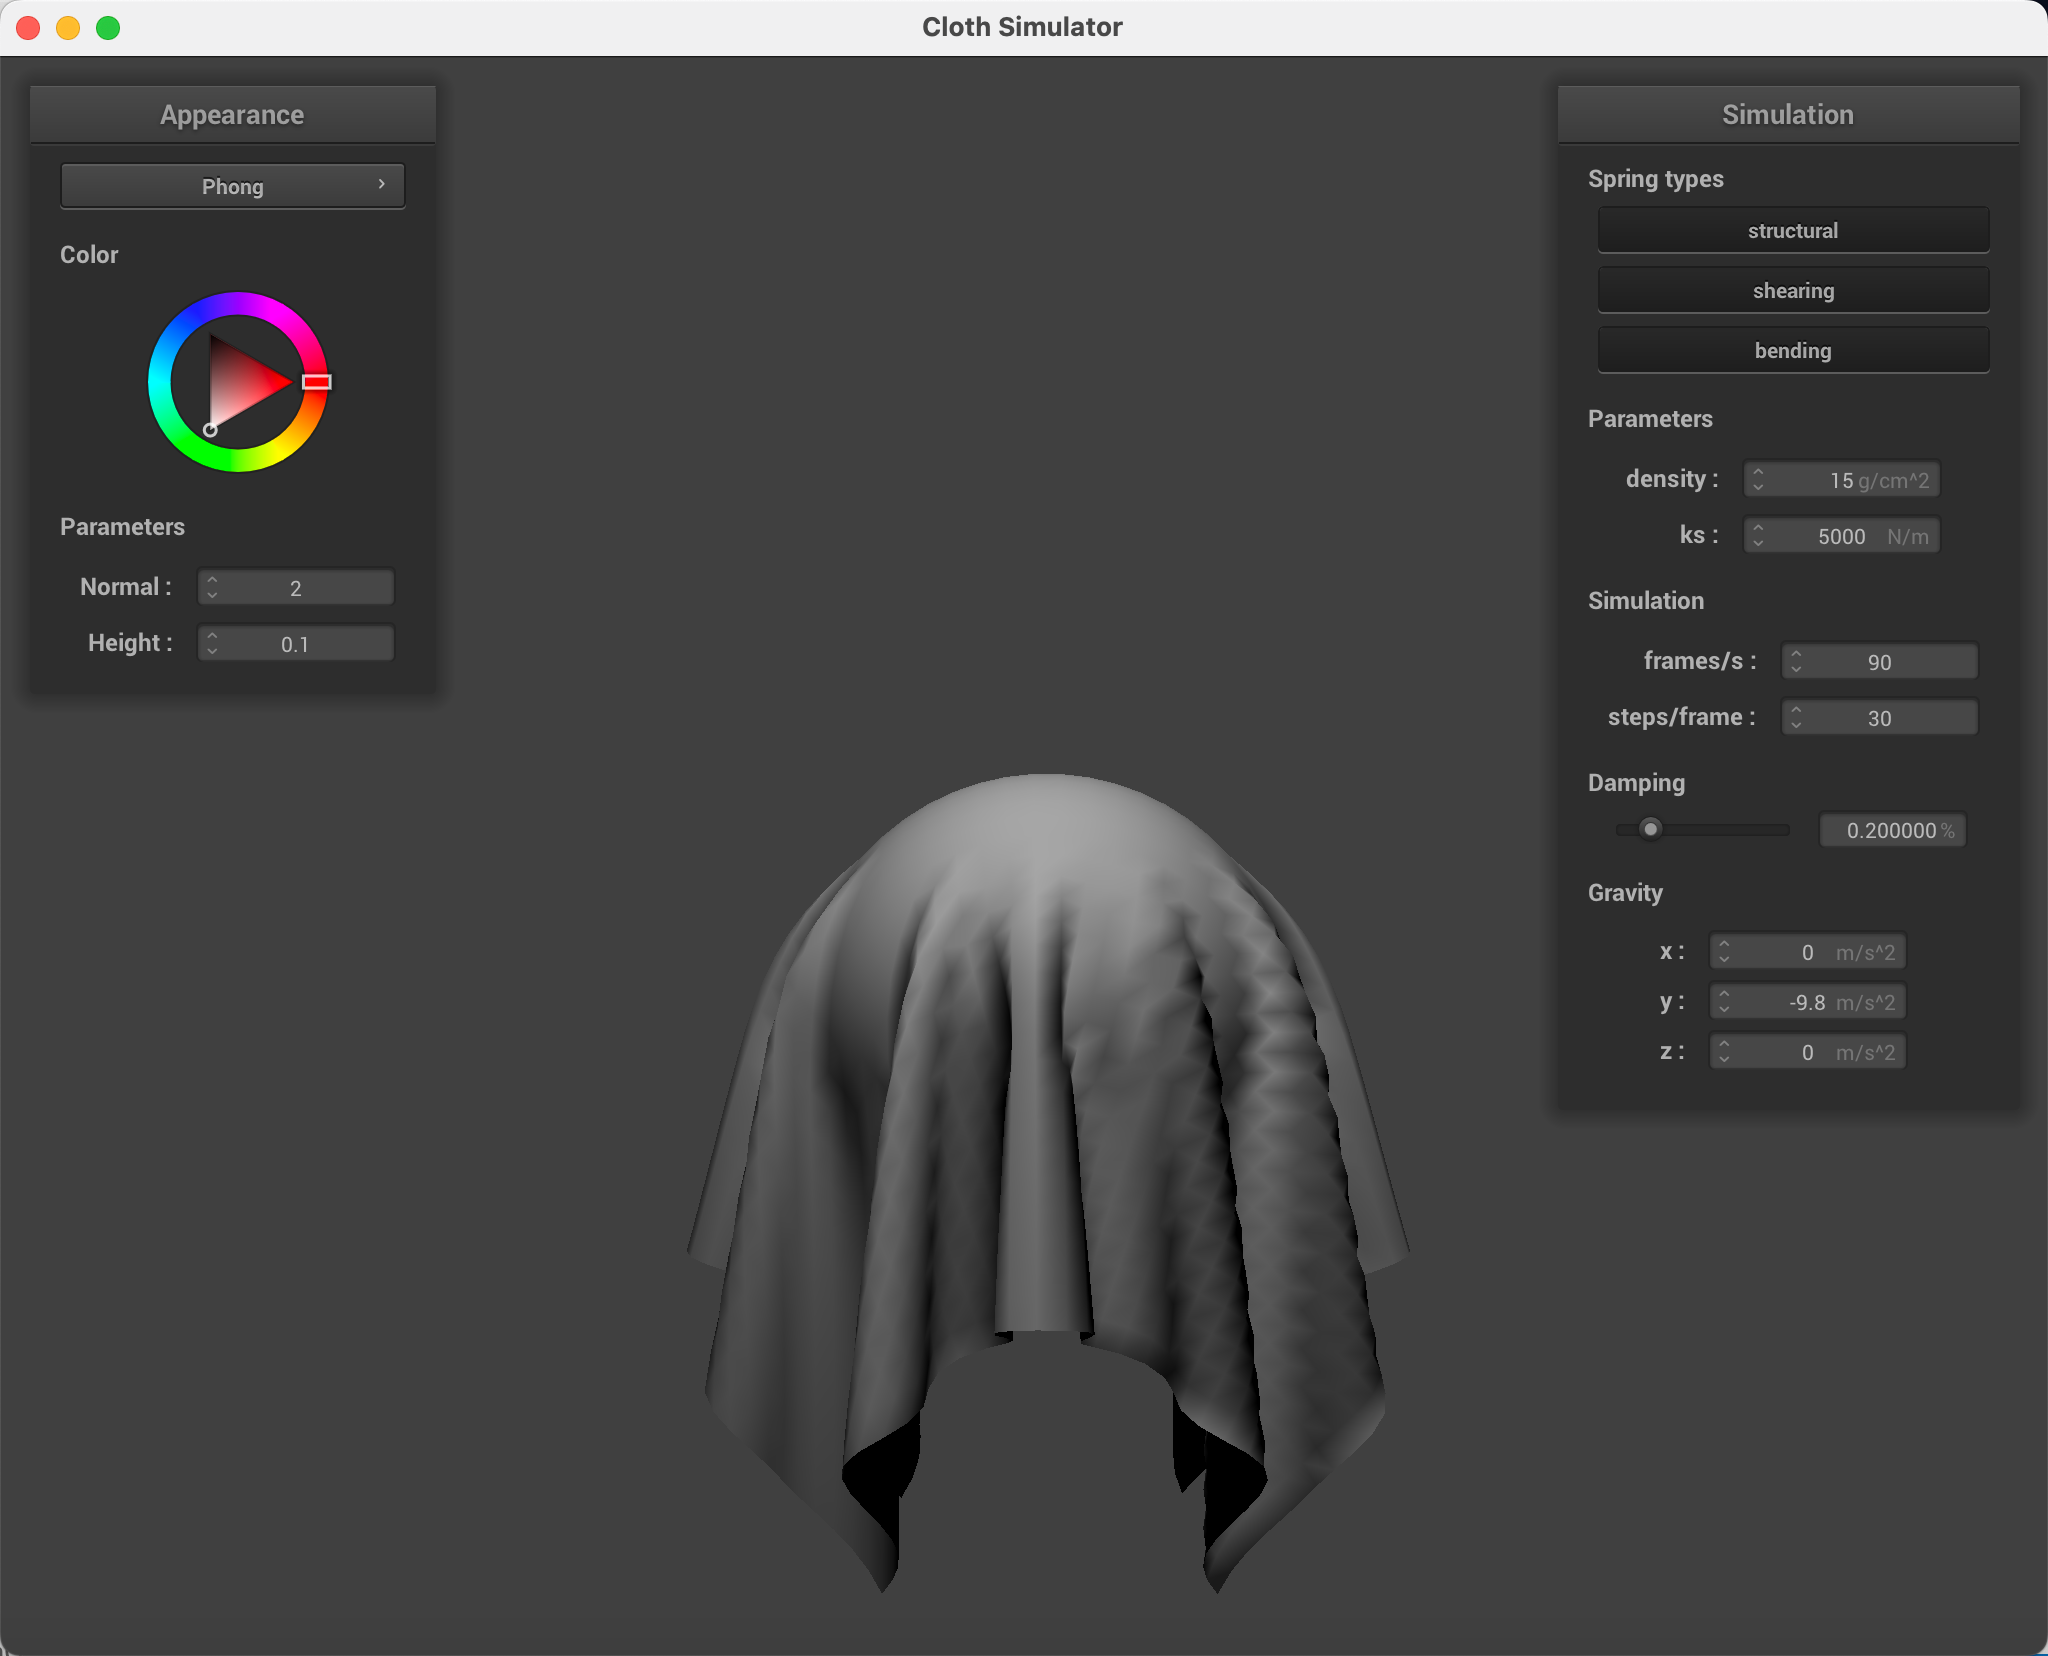 Cloth Simulator
Appearance
Phong
Color
Parameters
Normal : 2
Height : 0.1
Simulation
Spring types
structural
shearing
bending
Parameters
density : 15 g/cm^2
ks : 5000 N/m
Simulation
frames/s : 90
steps/frame : 30
Damping
0.200000 %
Gravity
x : 0 m/s^2
y : -9.8 m/s^2
z : 0 m/s^2